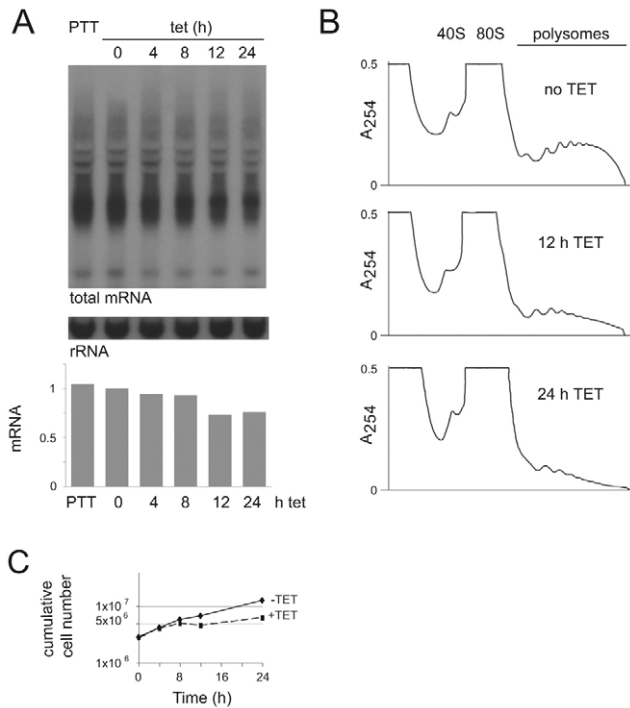 A
PTT tet (h)
0 4 8 12 24
total mRNA
rRNA
mRNA
1
0.5
0
PTT 0 4 8 12 24 h tet
B
40S 80S polysomes
0.5
no TET
A254
0
0.5
12 h TET
A254
0
0.5
24 h TET
A254
0
C
cumulative
cell number
1x10^7
5x10^6
1x10^6
-TET
+TET
0 4 8 12 24
Time (h)